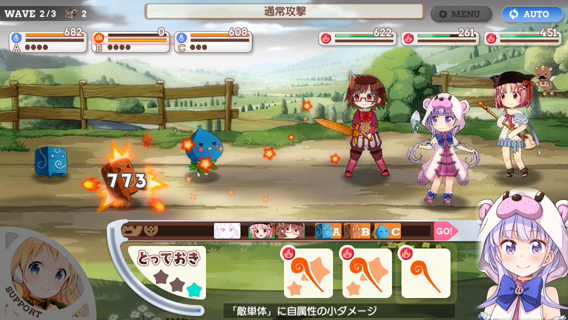 WAVE 2/3 2
通常攻撃
MENU
AUTO
682
A
0
B
608
C
622
261
451
773
A B C GO!
とっておき
SUPPORT
「敵単体」に自属性の小ダメージ